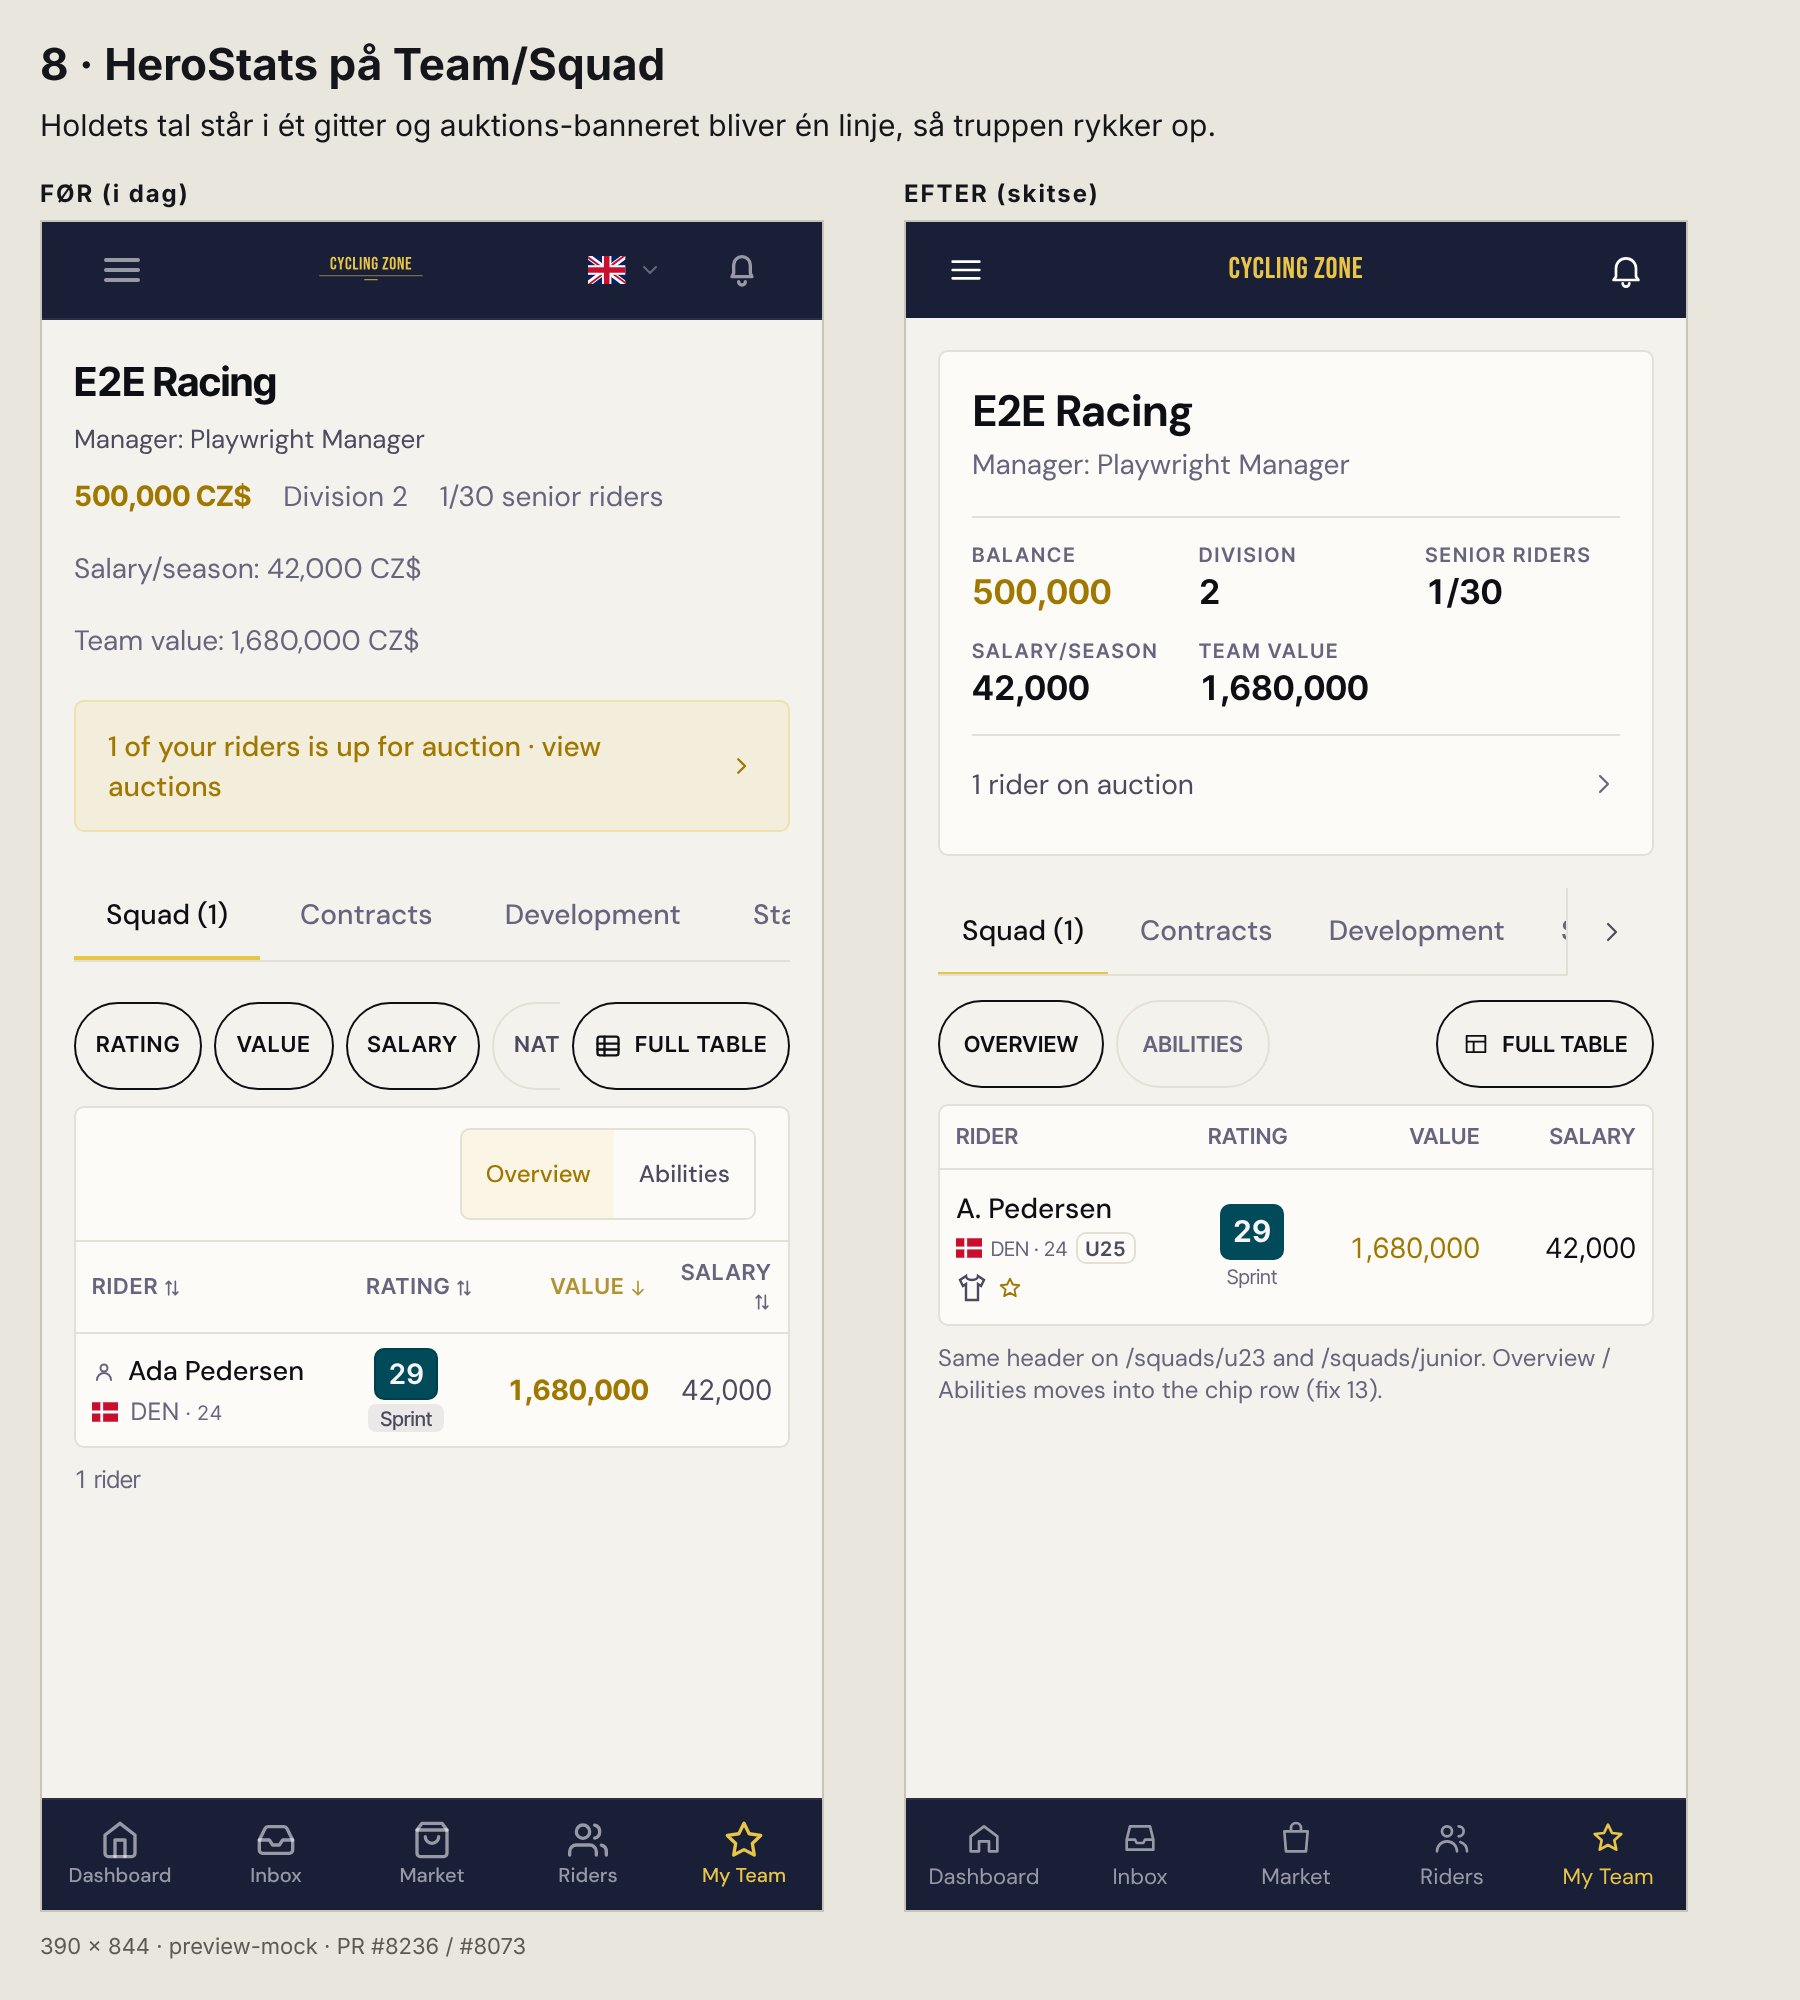 8 · HeroStats på Team/Squad
Holdets tal står i ét gitter og auktions-banneret bliver én linje, så truppen rykker op.
FØR (i dag)
CYCLING ZONE
E2E Racing
Manager: Playwright Manager
500,000 CZ$ Division 2 1/30 senior riders
Salary/season: 42,000 CZ$
Team value: 1,680,000 CZ$
1 of your riders is up for auction · view
auctions
Squad (1) Contracts Development Sta
RATING VALUE SALARY NAT FULL TABLE
Overview Abilities
RIDER RATING VALUE SALARY
Ada Pedersen 29 1,680,000 42,000
DEN · 24 Sprint
1 rider
Dashboard Inbox Market Riders My Team
EFTER (skitse)
CYCLING ZONE
E2E Racing
Manager: Playwright Manager
BALANCE DIVISION SENIOR RIDERS
500,000 2 1/30
SALARY/SEASON TEAM VALUE
42,000 1,680,000
1 rider on auction
Squad (1) Contracts Development
OVERVIEW ABILITIES FULL TABLE
RIDER RATING VALUE SALARY
A. Pedersen 29 1,680,000 42,000
DEN · 24 U25 Sprint
Same header on /squads/u23 and /squads/junior. Overview /
Abilities moves into the chip row (fix 13).
Dashboard Inbox Market Riders My Team
390 × 844 · preview-mock · PR #8236 / #8073